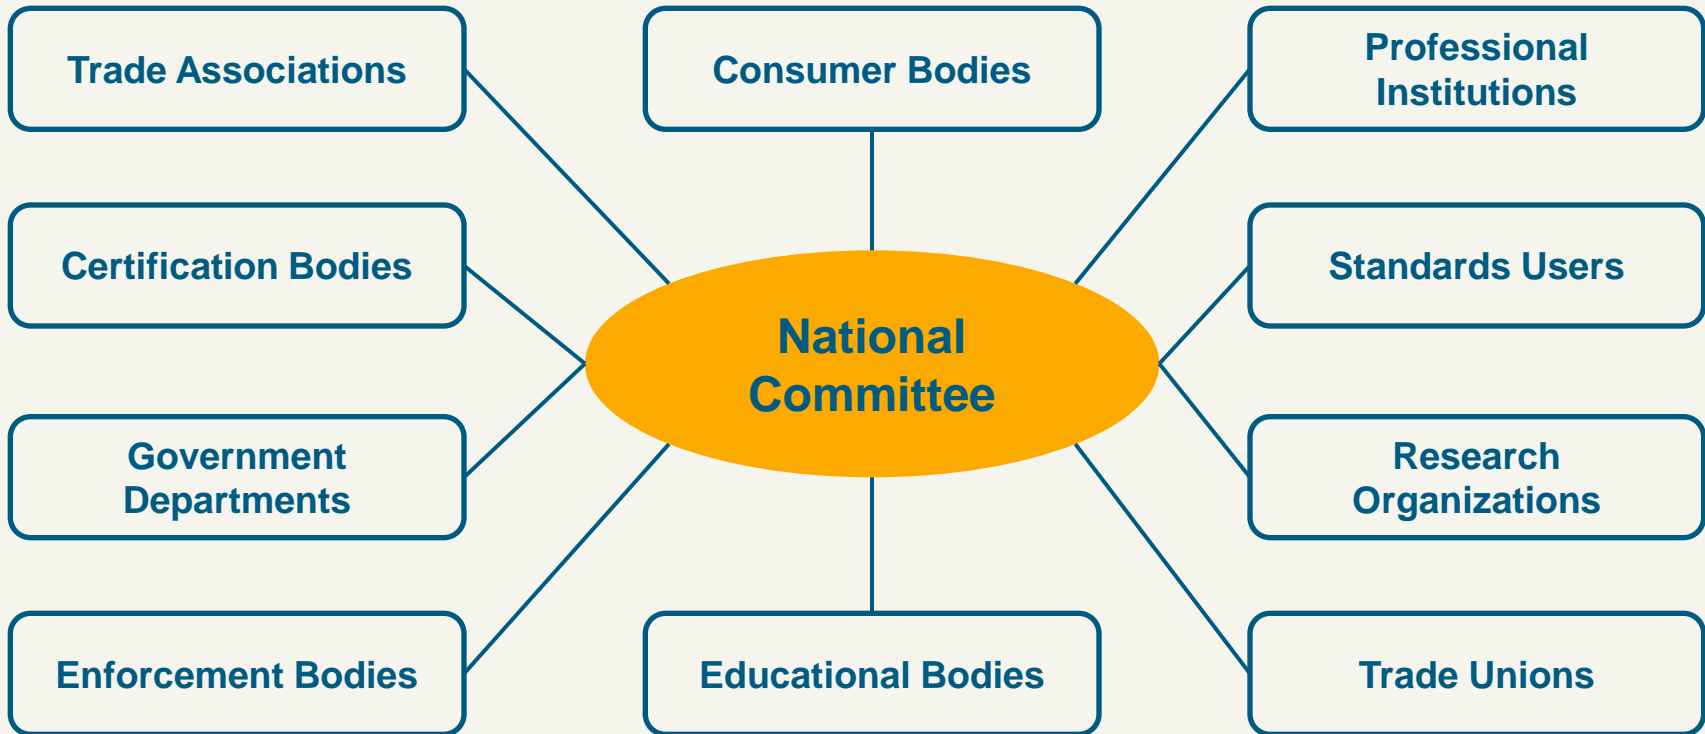 Trade Associations
Consumer Bodies
Professional
Institutions
Certification Bodies
Standards Users
National
Committee
Government
Departments
Research
Organizations
Enforcement Bodies
Educational Bodies
Trade Unions